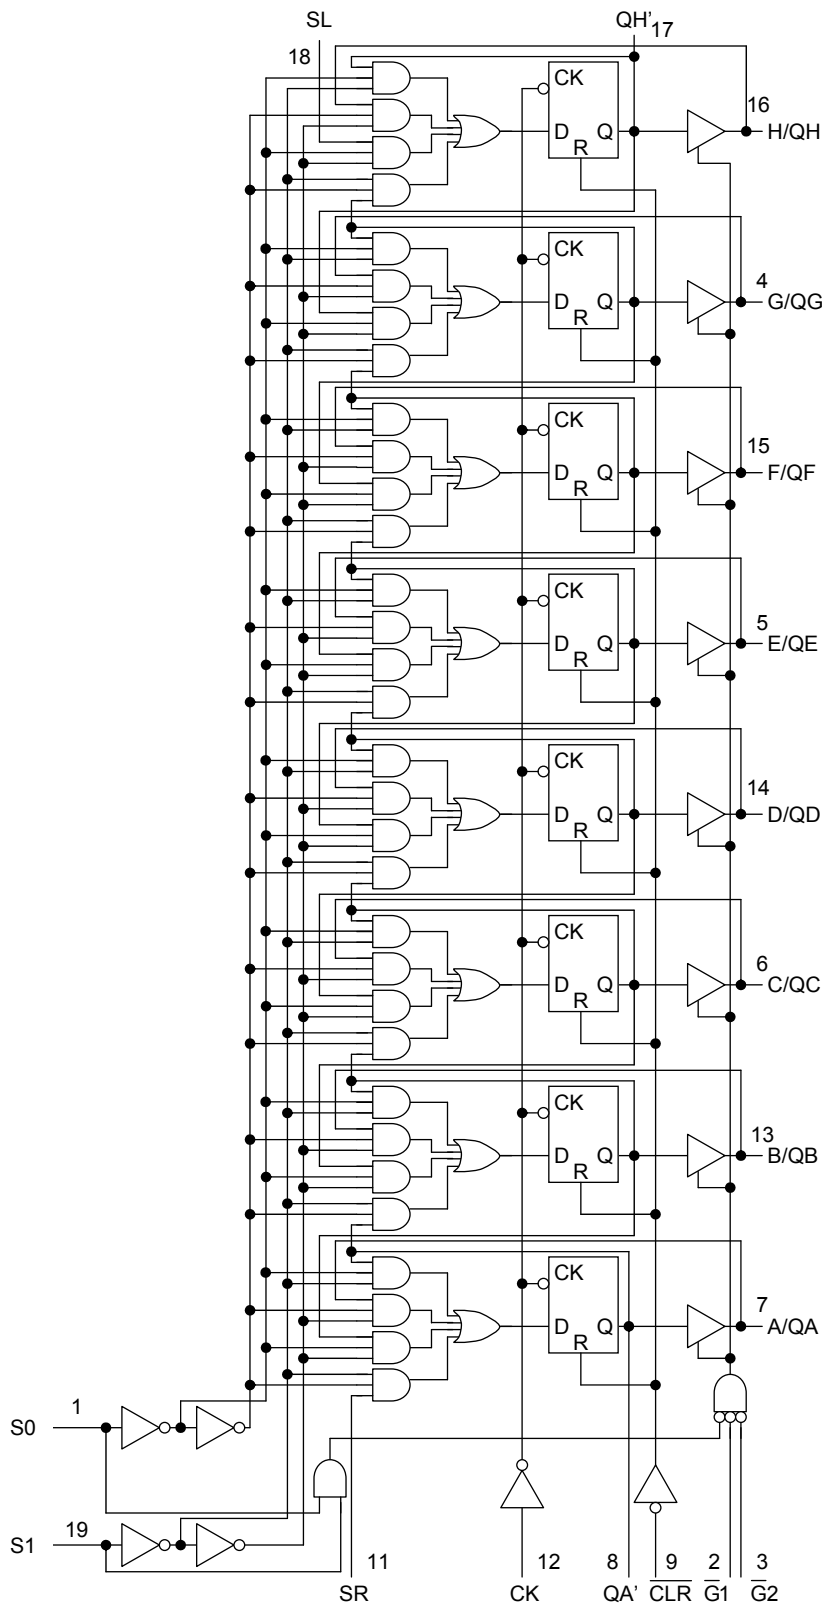 SL
QH'
17
18
CK
16
D
Q
H/QH
R
CK
4
D
Q
G/QG
R
CK
15
D
Q
F/QF
R
CK
5
D
Q
E/QE
R
CK
14
D
Q
D/QD
R
CK
6
D
Q
C/QC
R
CK
13
D
Q
B/QB
R
CK
7
D
Q
A/QA
R
1
S0
19
S1
11
12
8
9
2
3
SR
CK
QA'
CLR
G1
G2